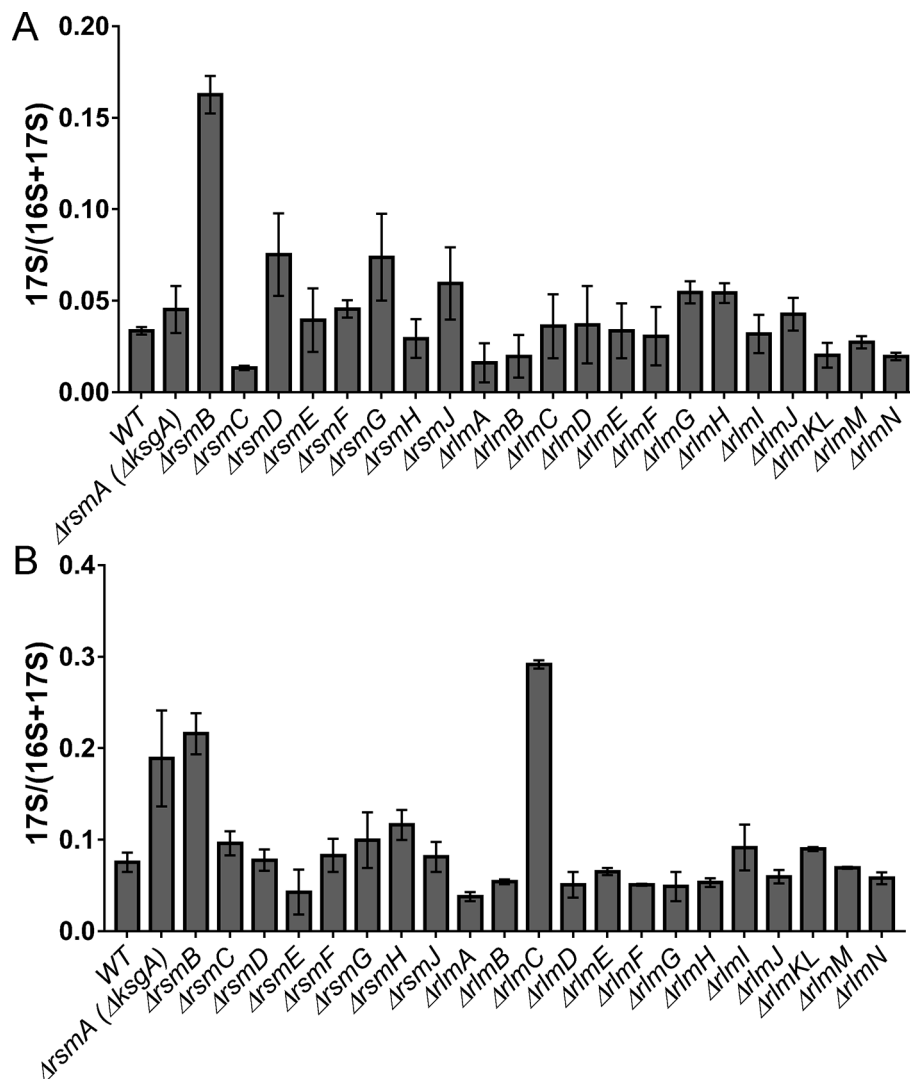 A
17S/(16S+17S)
0.20
0.15
0.10
0.05
0.00
WT
ΔrsmA (ΔksgA)
ΔrsmB
ΔrsmC
ΔrsmD
ΔrsmE
ΔrsmF
ΔrsmG
ΔrsmH
ΔrsmJ
ΔrlmA
ΔrlmB
ΔrlmC
ΔrlmD
ΔrlmE
ΔrlmF
ΔrlmG
ΔrlmH
ΔrlmI
ΔrlmJ
ΔrlmKL
ΔrlmM
ΔrlmN
B
17S/(16S+17S)
0.4
0.3
0.2
0.1
0.0
WT
ΔrsmA (ΔksgA)
ΔrsmB
ΔrsmC
ΔrsmD
ΔrsmE
ΔrsmF
ΔrsmG
ΔrsmH
ΔrsmJ
ΔrlmA
ΔrlmB
ΔrlmC
ΔrlmD
ΔrlmE
ΔrlmF
ΔrlmG
ΔrlmH
ΔrlmI
ΔrlmJ
ΔrlmKL
ΔrlmM
ΔrlmN